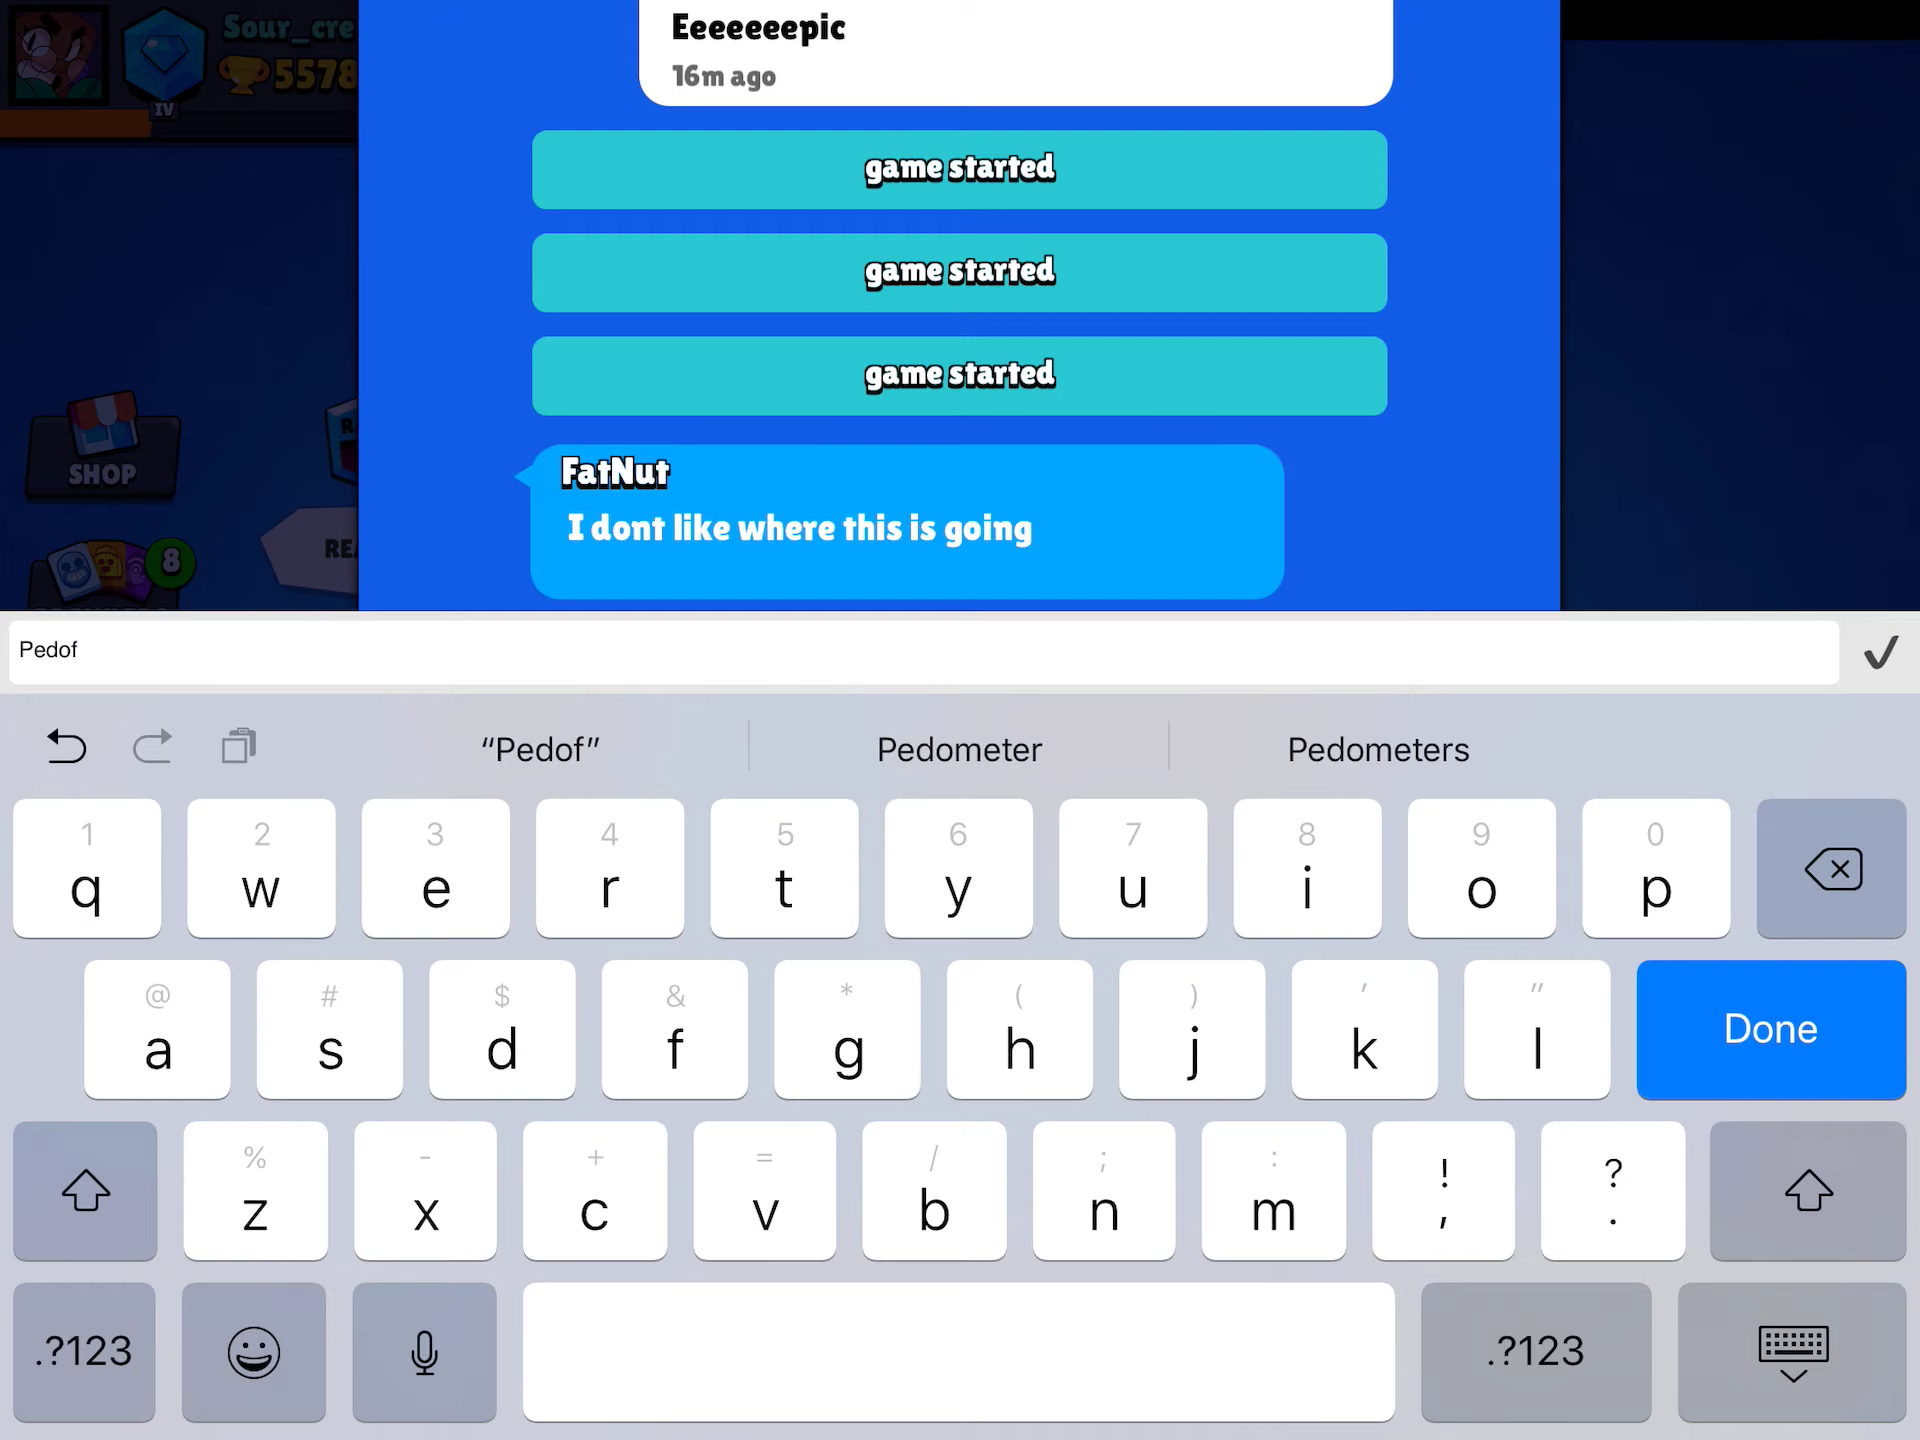 Sour_cre
5578
IV
Eeeeeeepic
16m ago
game started
game started
game started
SHOP
8
FatNut
I dont like where this is going
Pedof
“Pedof”
Pedometer
Pedometers
1 2 3 4 5 6 7 8 9 0
q w e r t y u i o p
@ # $ & * ( ) ' "
a s d f g h j k l
Done
% - + = / ; : ! ?
z x c v b n m , .
.?123
.?123